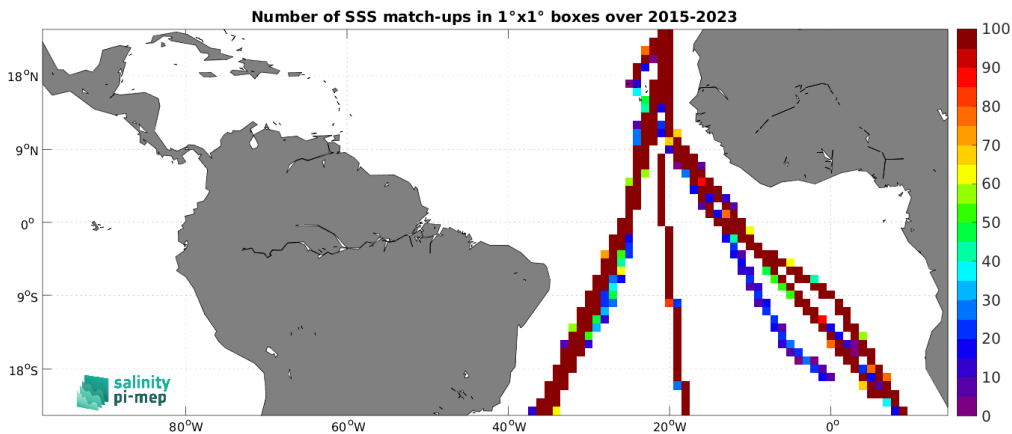 Number of SSS match-ups in 1°x1° boxes over 2015-2023
18°N
9°N
0°
9°S
18°S
80°W
60°W
40°W
20°W
0°
100
90
80
70
60
50
40
30
20
10
0
salinity
pi-mep